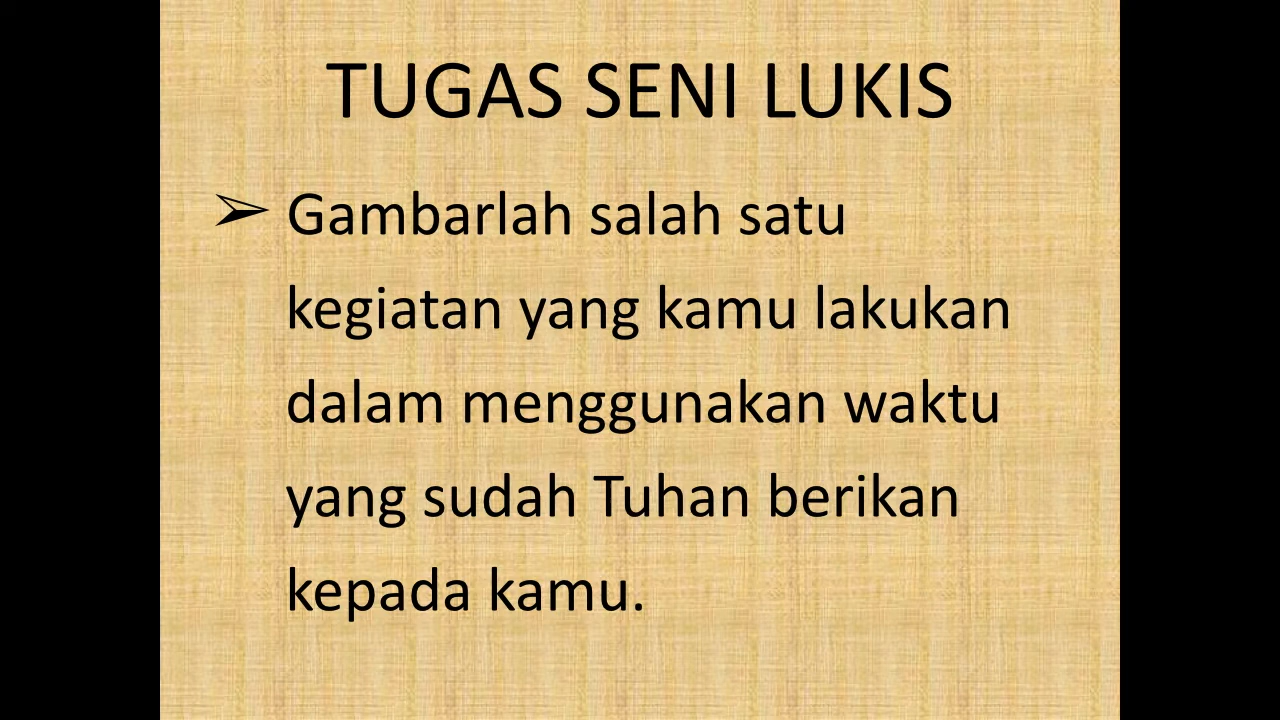 TUGAS SENI LUKIS
➢ Gambarlah salah satu
kegiatan yang kamu lakukan
dalam menggunakan waktu
yang sudah Tuhan berikan
kepada kamu.